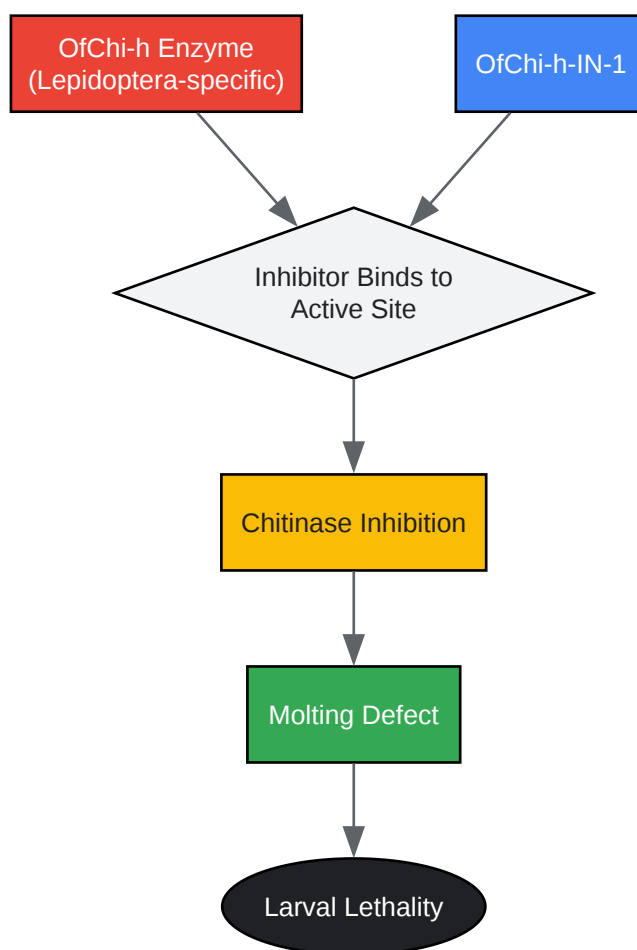 OfChi-h Enzyme
(Lepidoptera-specific)
OfChi-h-IN-1
Inhibitor Binds to
Active Site
Chitinase Inhibition
Molting Defect
Larval Lethality